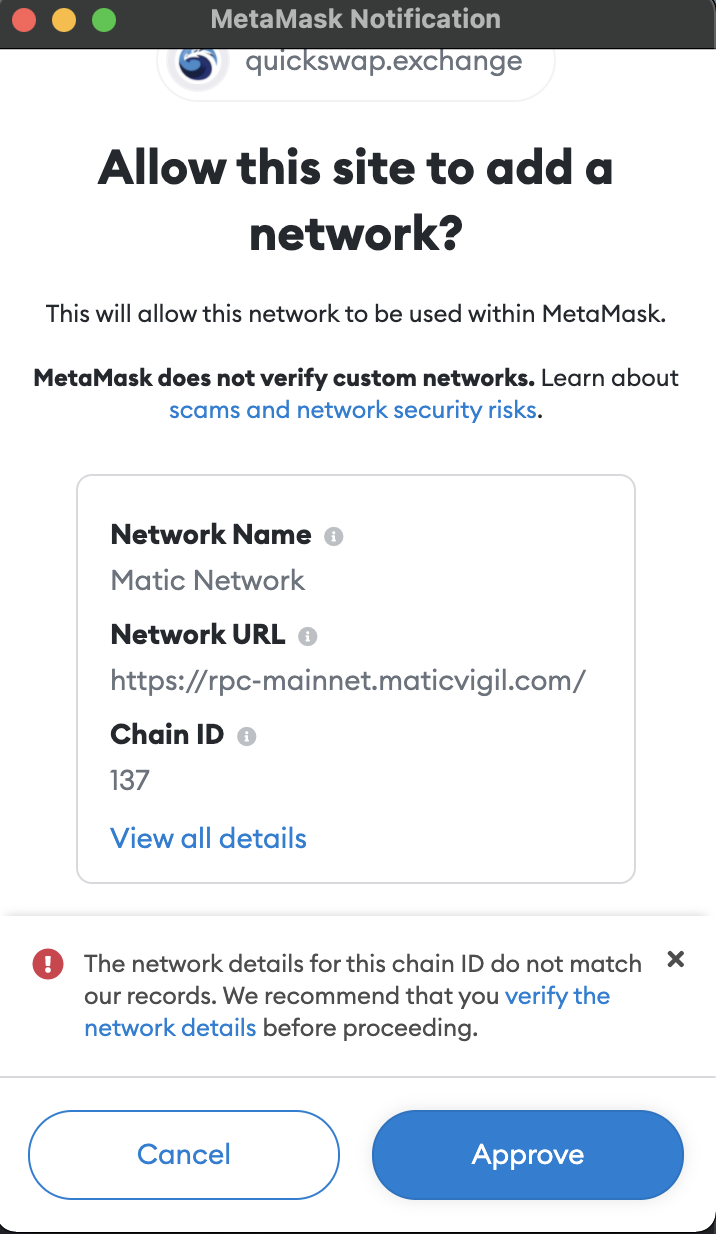 MetaMask Notification
quickswap.exchange
Allow this site to add a
network?
This will allow this network to be used within MetaMask.
MetaMask does not verify custom networks. Learn about
scams and network security risks.
Network Name
Matic Network
Network URL
https://rpc-mainnet.maticvigil.com/
Chain ID
137
View all details
The network details for this chain ID do not match
our records. We recommend that you verify the
network details before proceeding.
Cancel
Approve